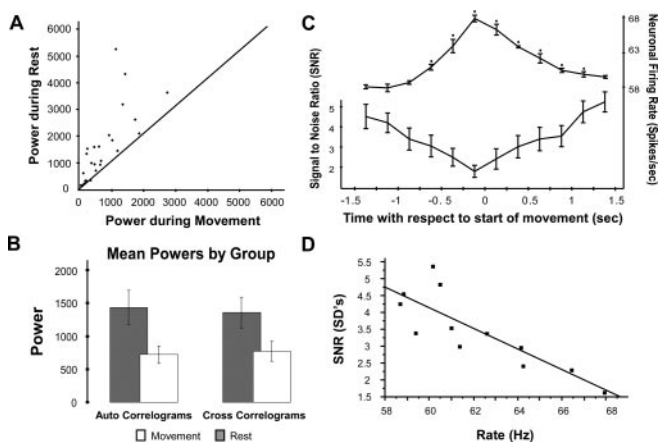 A
6000
5000
4000
3000
2000
1000
0
0 1000 2000 3000 4000 5000 6000
Power during Rest
Power during Movement
B
Mean Powers by Group
2000
1500
1000
500
0
Power
Auto Correlograms Cross Correlograms
Movement Rest
C
Signal to Noise Ratio (SNR)
5
4
3
2
68
63
58
Neuronal Firing Rate (Spikes/sec)
-1.5 -1 -0.5 0 0.5 1 1.5
Time with respect to start of movement (sec)
D
SNR (SD's)
5.5
5
4.5
4
3.5
3
2.5
2
1.5
58 60 62 64 66 68
Rate (Hz)